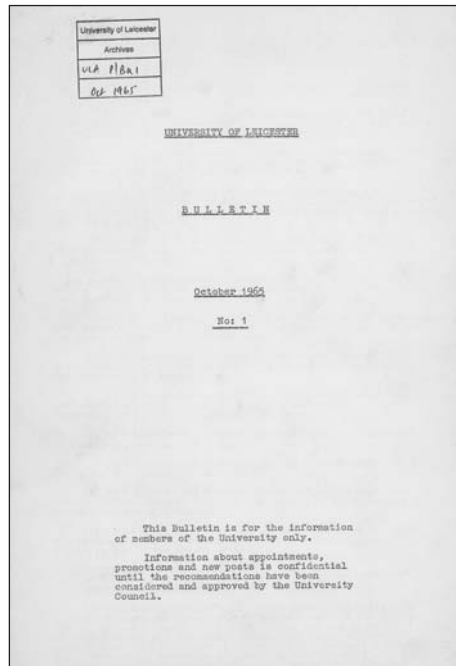 University of Leicester
Archives
ULA P/BU1
Oct 1965
UNIVERSITY OF LEICESTER
BULLETIN
October 1965
No: 1
This Bulletin is for the information
of members of the University only.
Information about appointments,
promotions and new posts is confidential
until the recommendations have been
considered and approved by the University
Council.